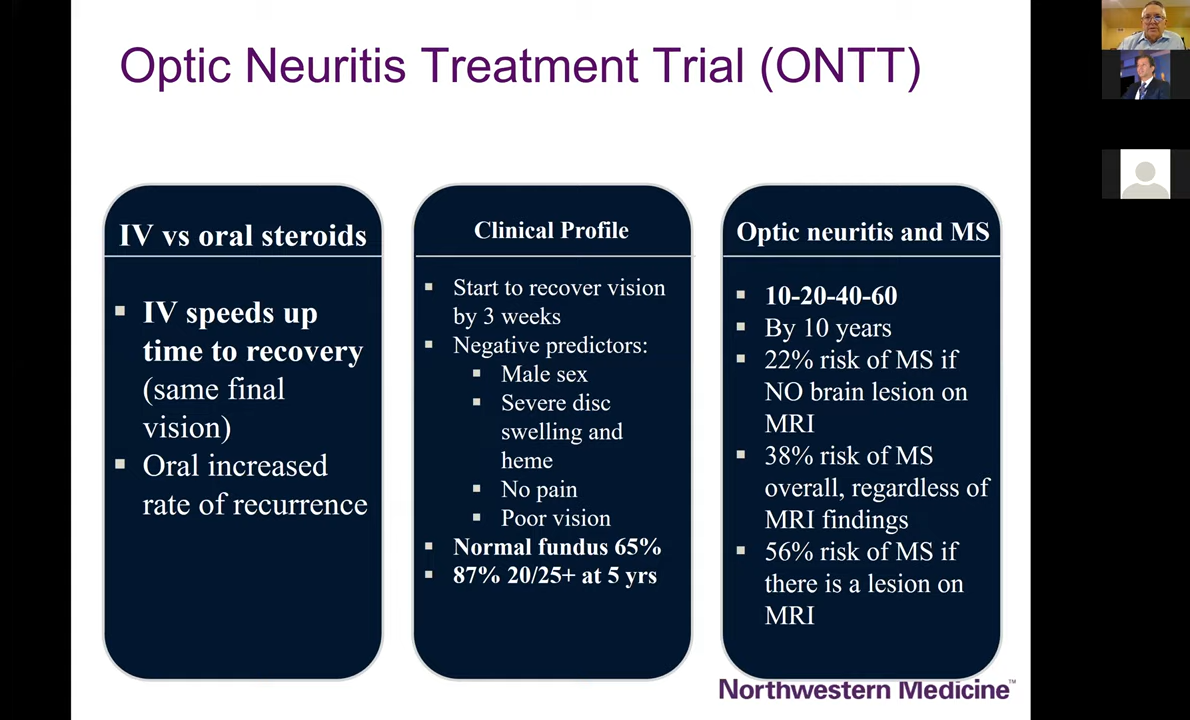 Optic Neuritis Treatment Trial (ONTT)
IV vs oral steroids
▪ IV speeds up
time to recovery
(same final
vision)
▪ Oral increased
rate of recurrence
Clinical Profile
▪ Start to recover vision
by 3 weeks
▪ Negative predictors:
▪ Male sex
▪ Severe disc
swelling and
heme
▪ No pain
▪ Poor vision
▪ Normal fundus 65%
▪ 87% 20/25+ at 5 yrs
Optic neuritis and MS
▪ 10-20-40-60
▪ By 10 years
▪ 22% risk of MS if
NO brain lesion on
MRI
▪ 38% risk of MS
overall, regardless of
MRI findings
▪ 56% risk of MS if
there is a lesion on
MRI
Northwestern Medicine™